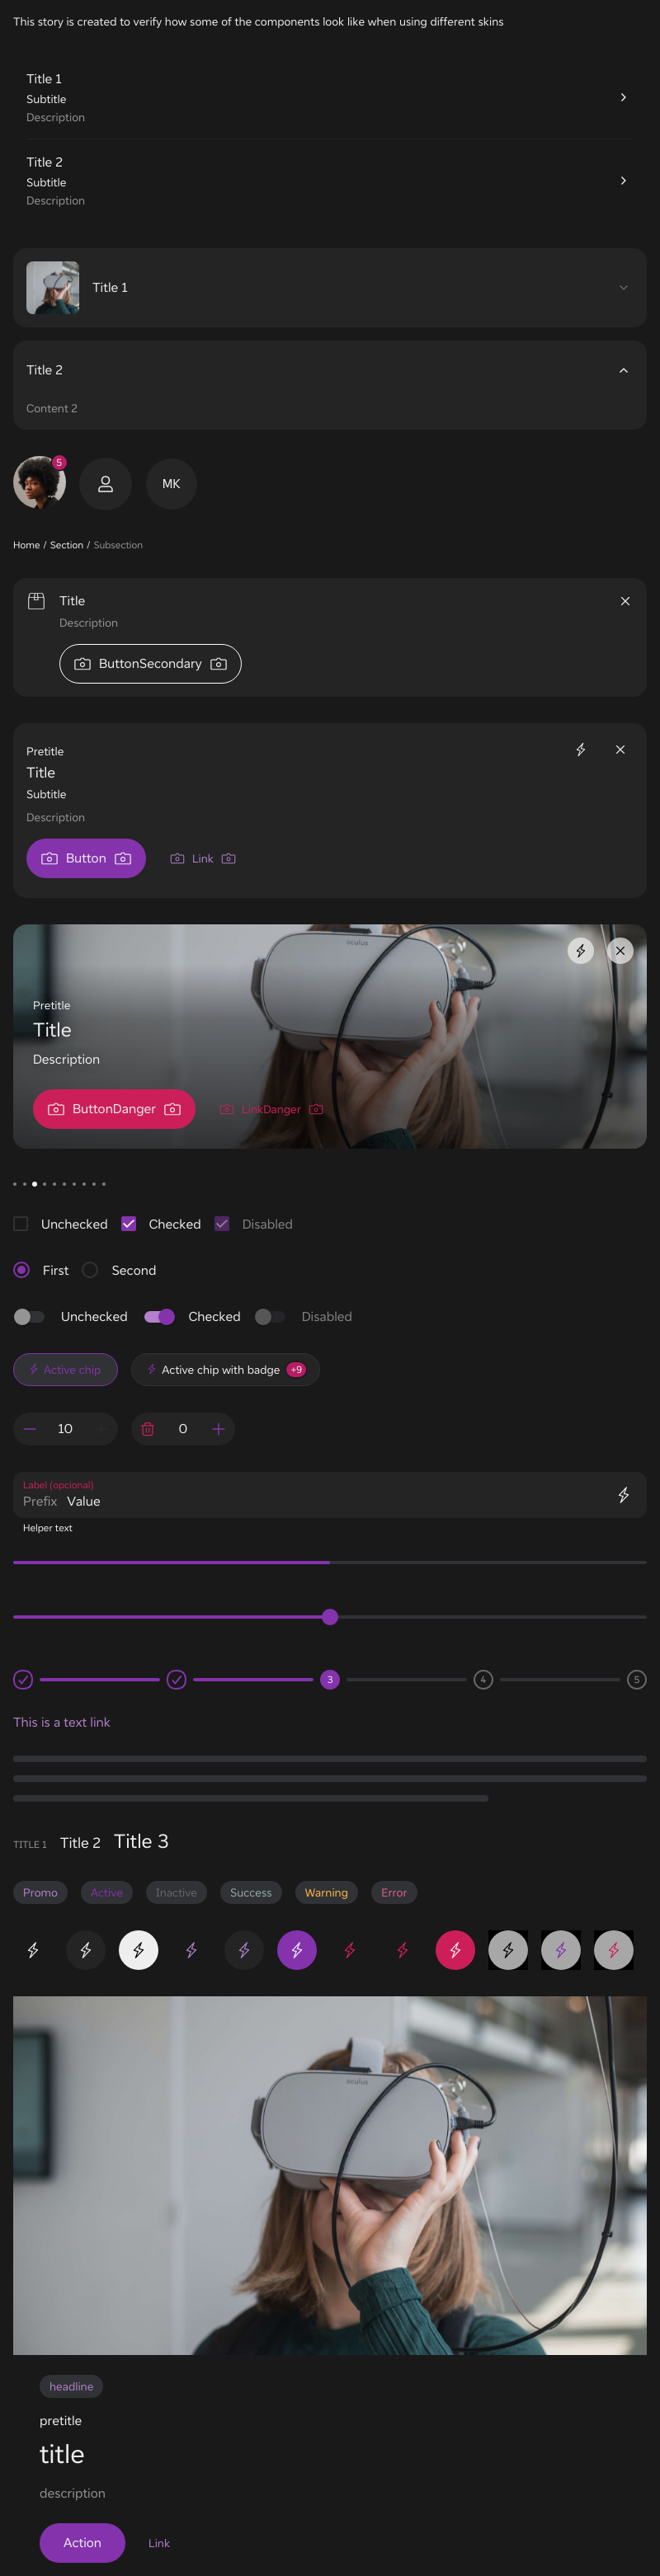 This story is created to verify how some of the components look like when using different skins
Title 1
Subtitle
Description
Title 2
Subtitle
Description
Title 1
Title 2
Content 2
5
MK
Home / Section / Subsection
Title
Description
ButtonSecondary
Pretitle
Title
Subtitle
Description
Button Link
oculus
Pretitle
Title
Description
ButtonDanger LinkDanger
Unchecked Checked Disabled
First Second
Unchecked Checked Disabled
Active chip Active chip with badge +9
10 0
Label (optional)
Prefix Value
Helper text
3 4 5
This is a text link
TITLE 1 Title 2 Title 3
Promo Active Inactive Success Warning Error
oculus
headline
pretitle
title
description
Action Link